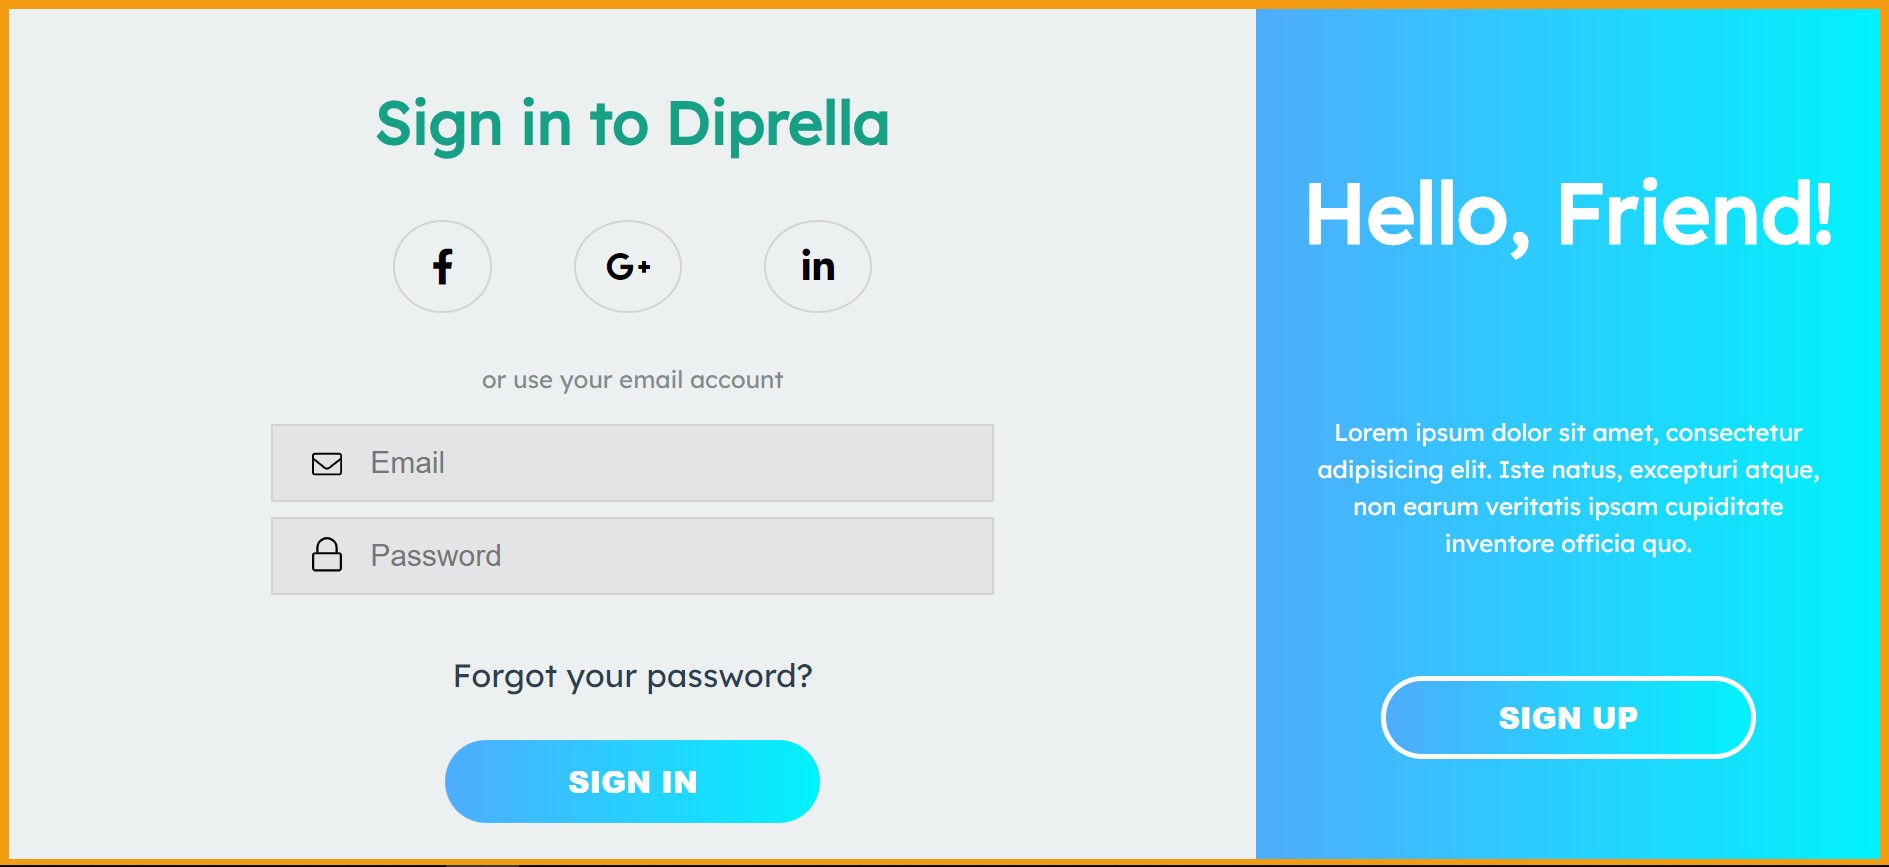 Sign in to Diprella
f
G+
in
or use your email account
Email
Password
Forgot your password?
SIGN IN
Hello, Friend!
Lorem ipsum dolor sit amet, consectetur
adipisicing elit. Iste natus, excepturi atque,
non earum veritatis ipsam cupiditate
inventore officia quo.
SIGN UP